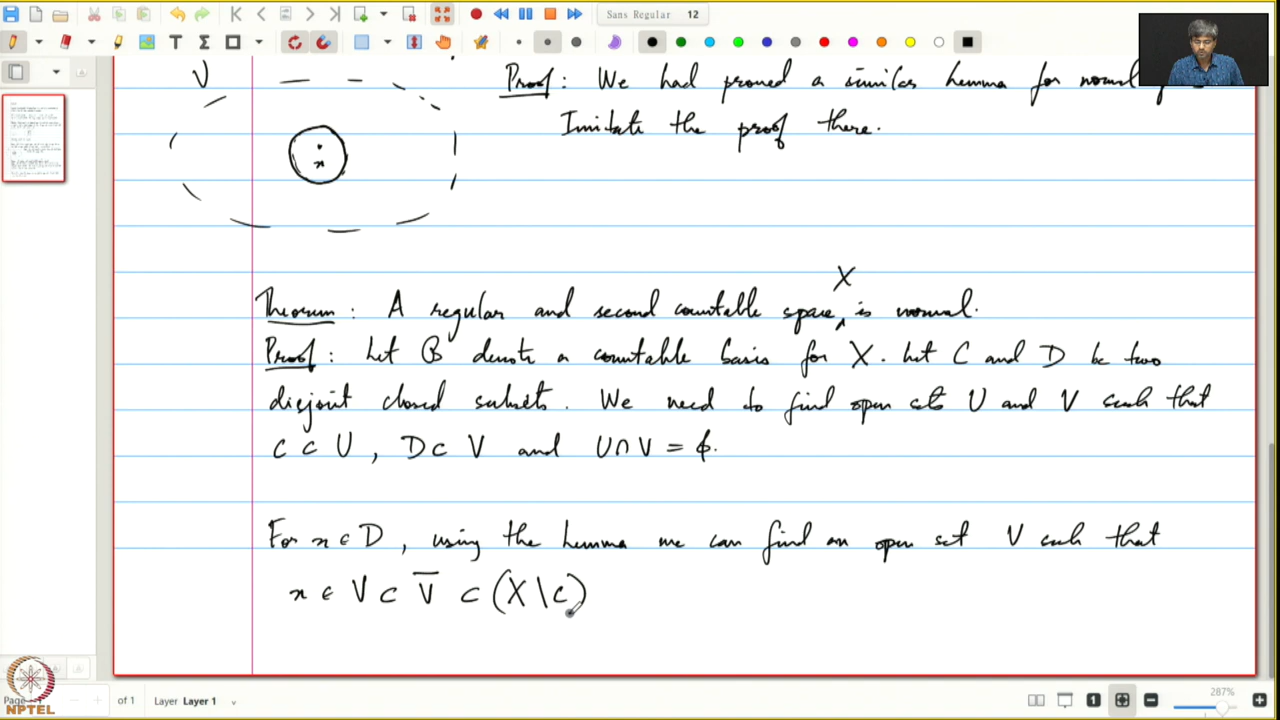 Sans Regular 12
V
Proof : We had proved a similar lemma for normal
x
Imitate the proof there.
X
Theorem : A regular and second countable space ‸ is normal.
Proof : Let B denote a countable basis for X. Let C and D be two
disjoint closed subsets. We need to find open sets U and V such that
C ⊂ U , D ⊂ V and U∩V = ϕ.
For x ∈ D , using the lemma we can find an open set V such that
x ∈ V ⊂ V̅ ⊂ (X \ C)
NPTEL
Page
of 1
Layer Layer 1
1
287%